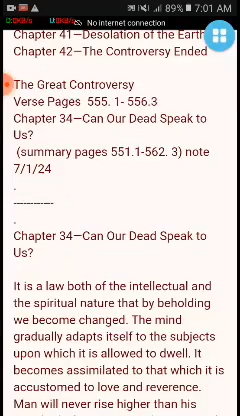 D:0KB/s U:0KB/s No internet connection 89% 7:01 AM
Chapter 41—Desolation of the Earth
Chapter 42—The Controversy Ended
The Great Controversy
Verse Pages 555. 1- 556.3
Chapter 34—Can Our Dead Speak to
Us?
(summary pages 551.1-562. 3) note
7/1/24
.
-------------
.
Chapter 34—Can Our Dead Speak to
Us?
It is a law both of the intellectual and
the spiritual nature that by beholding
we become changed. The mind
gradually adapts itself to the subjects
upon which it is allowed to dwell. It
becomes assimilated to that which it is
accustomed to love and reverence.
Man will never rise higher than his